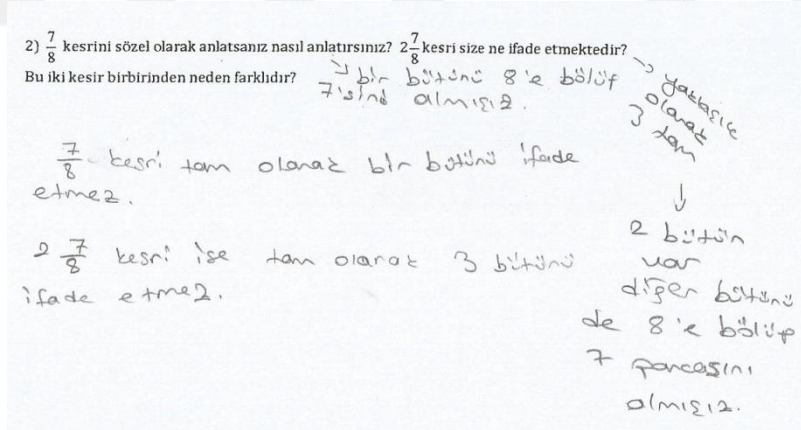 2) 7/8 kesrini sözel olarak anlatsanız nasıl anlatırsınız? 2 7/8 kesri size ne ifade etmektedir?
Bu iki kesir birbirinden neden farklıdır?
→ bir bütünü 8'e bölüp
7'sini almışız.
→ yaklaşık
olarak
3 tam
↓
2 bütün
var
diğer bütünü
de 8'e bölüp
7 parcasını
almışız.
7/8 kesri tam olarak bir bütünü ifade
etmez.
2 7/8 kesri ise tam olarak 3 bütünü
ifade etmez.